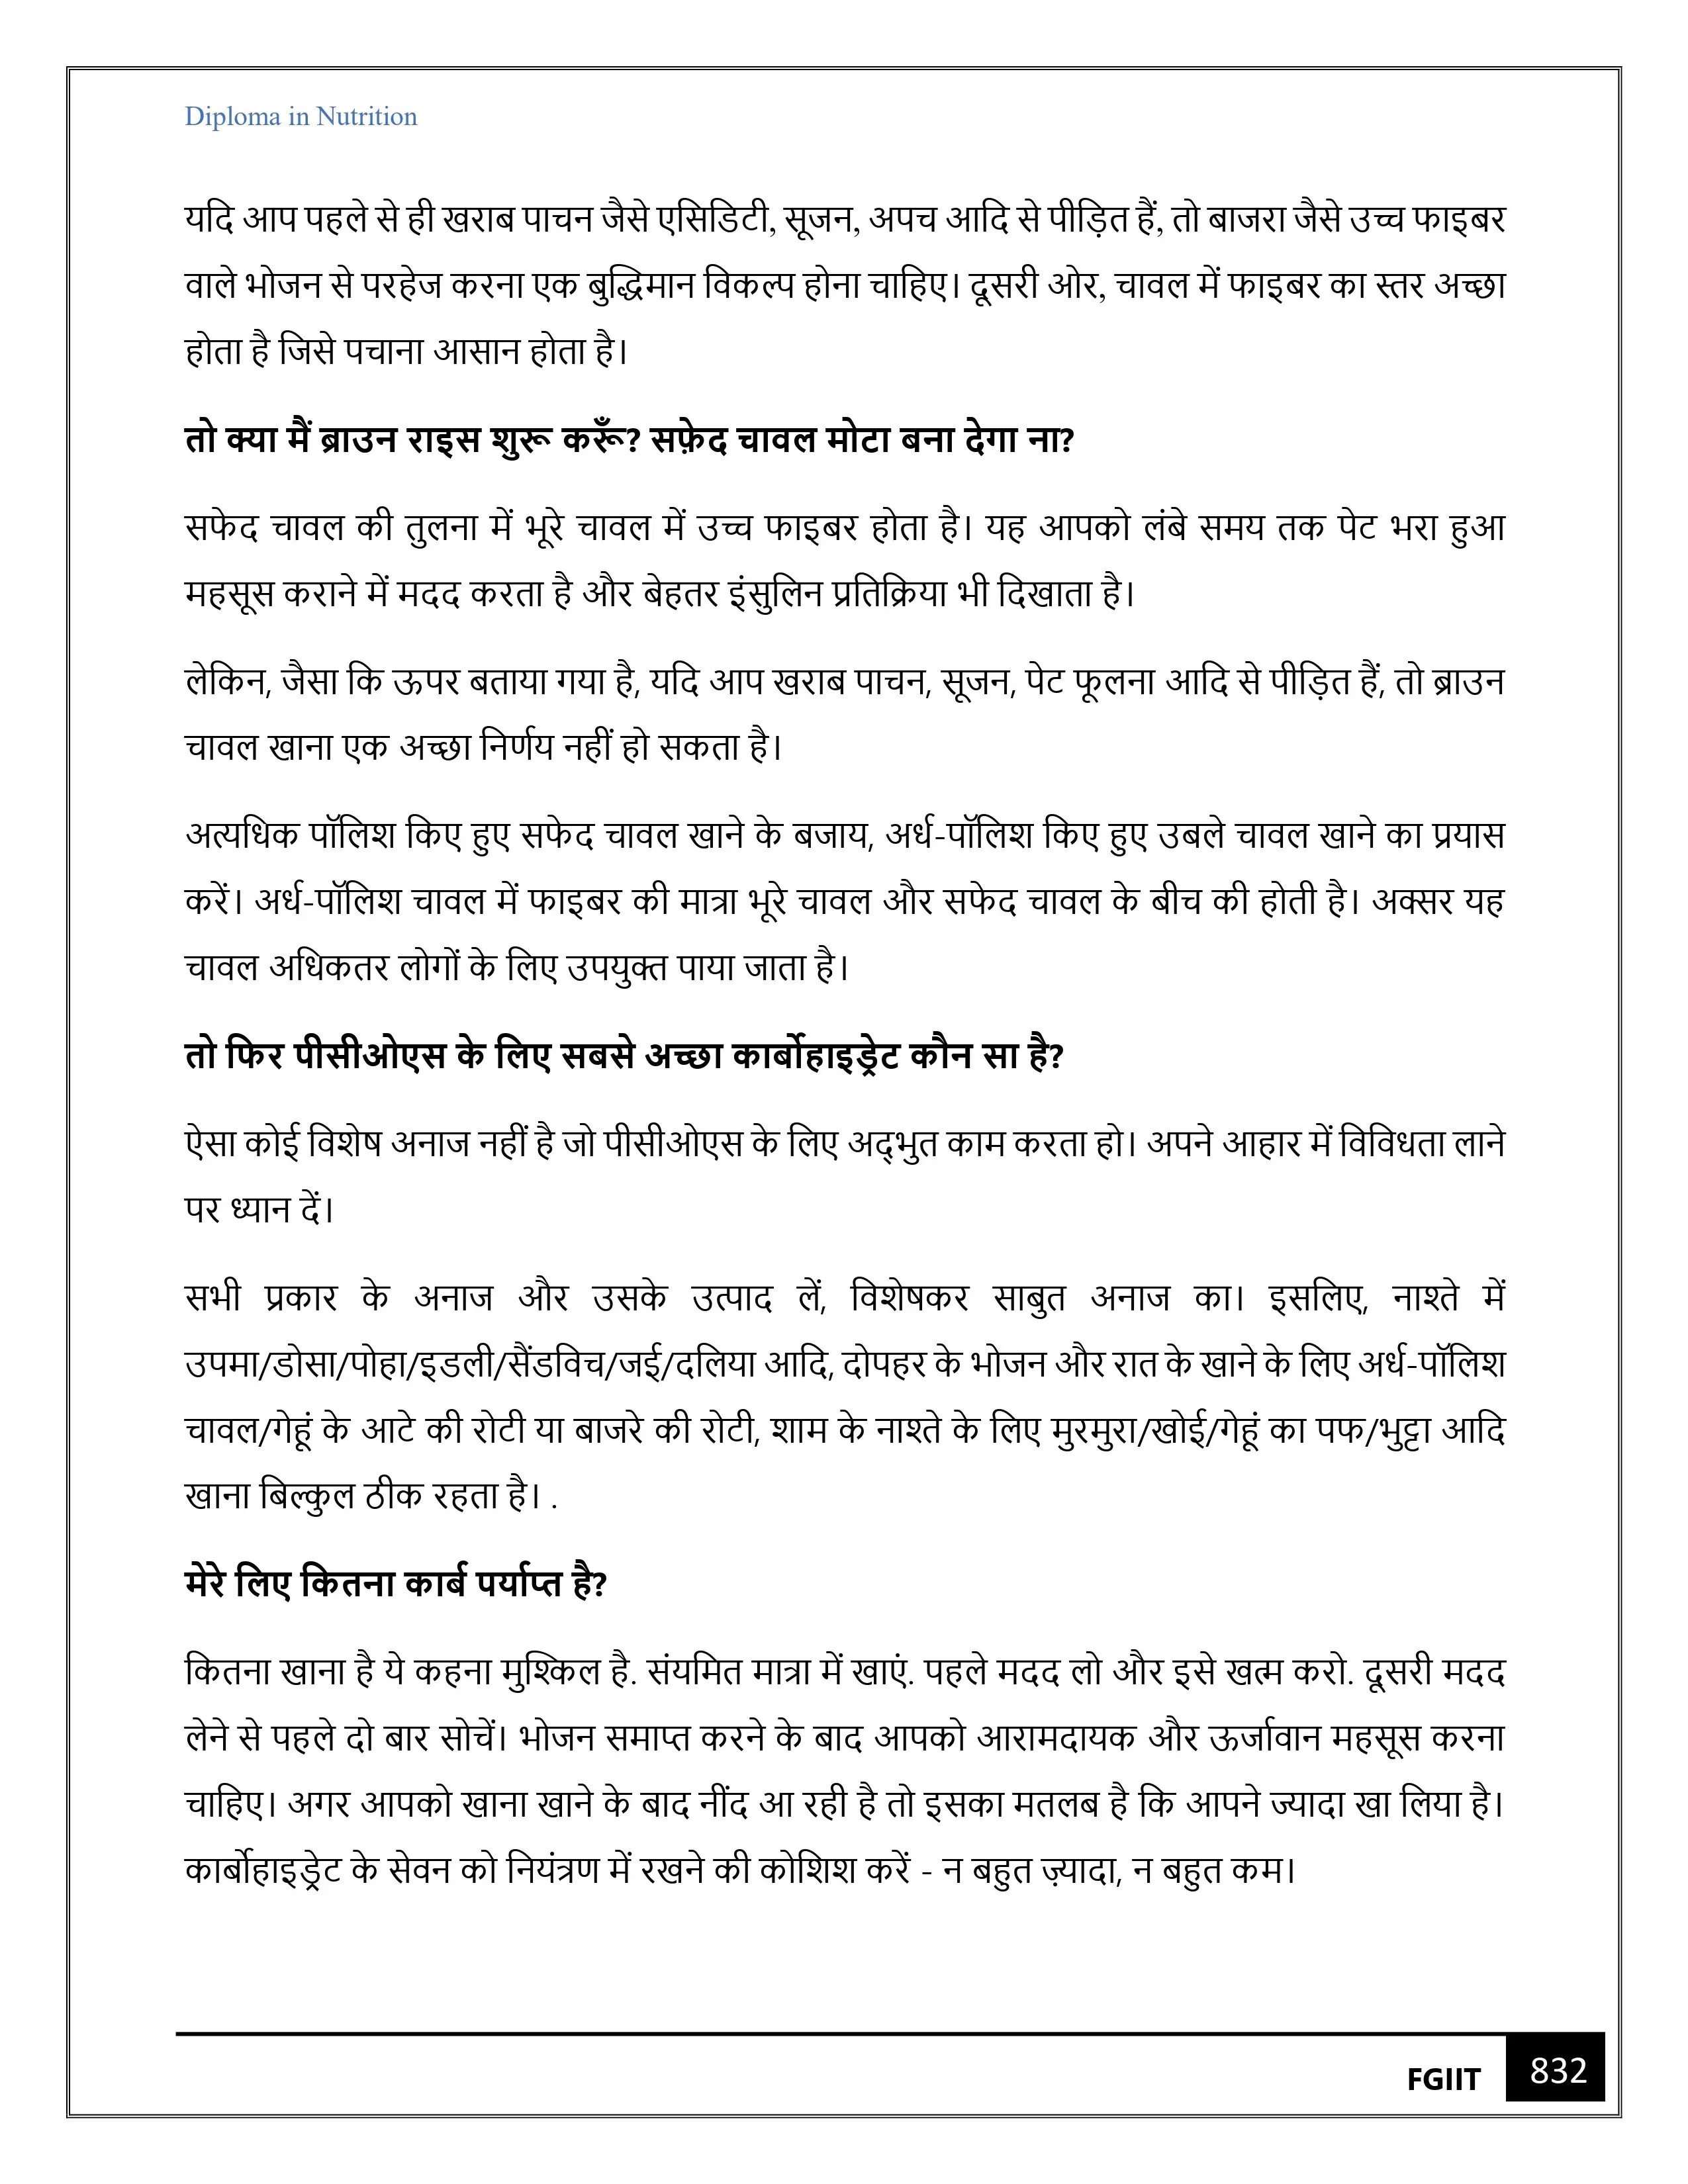 Diploma in Nutrition
यदि आप पहले से ही खराब पाचन जैसे एसिडिटी, सूजन, अपच आदि से पीड़ित हैं, तो बाजरा जैसे उच्च फाइबर
वाले भोजन से परहेज करना एक बुद्धिमान विकल्प होना चाहिए। दूसरी ओर, चावल में फाइबर का स्तर अच्छा
होता है जिसे पचाना आसान होता है।
तो क्या मैं ब्राउन राइस शुरू करूँ? सफ़ेद चावल मोटा बना देगा ना?
सफेद चावल की तुलना में भूरे चावल में उच्च फाइबर होता है। यह आपको लंबे समय तक पेट भरा हुआ
महसूस कराने में मदद करता है और बेहतर इंसुलिन प्रतिक्रिया भी दिखाता है।
लेकिन, जैसा कि ऊपर बताया गया है, यदि आप खराब पाचन, सूजन, पेट फूलना आदि से पीड़ित हैं, तो ब्राउन
चावल खाना एक अच्छा निर्णय नहीं हो सकता है।
अत्यधिक पॉलिश किए हुए सफेद चावल खाने के बजाय, अर्ध-पॉलिश किए हुए उबले चावल खाने का प्रयास
करें। अर्ध-पॉलिश चावल में फाइबर की मात्रा भूरे चावल और सफेद चावल के बीच की होती है। अक्सर यह
चावल अधिकतर लोगों के लिए उपयुक्त पाया जाता है।
तो फिर पीसीओएस के लिए सबसे अच्छा कार्बोहाइड्रेट कौन सा है?
ऐसा कोई विशेष अनाज नहीं है जो पीसीओएस के लिए अद्भुत काम करता हो। अपने आहार में विविधता लाने
पर ध्यान दें।
सभी प्रकार के अनाज और उसके उत्पाद लें, विशेषकर साबुत अनाज का। इसलिए, नाश्ते में
उपमा/डोसा/पोहा/इडली/सैंडविच/जई/दलिया आदि, दोपहर के भोजन और रात के खाने के लिए अर्ध-पॉलिश
चावल/गेहूं के आटे की रोटी या बाजरे की रोटी, शाम के नाश्ते के लिए मुरमुरा/खोई/गेहूं का पफ/भुट्टा आदि
खाना बिल्कुल ठीक रहता है। .
मेरे लिए कितना कार्ब पर्याप्त है?
कितना खाना है ये कहना मुश्किल है. संयमित मात्रा में खाएं. पहले मदद लो और इसे खत्म करो. दूसरी मदद
लेने से पहले दो बार सोचें। भोजन समाप्त करने के बाद आपको आरामदायक और ऊर्जावान महसूस करना
चाहिए। अगर आपको खाना खाने के बाद नींद आ रही है तो इसका मतलब है कि आपने ज्यादा खा लिया है।
कार्बोहाइड्रेट के सेवन को नियंत्रण में रखने की कोशिश करें - न बहुत ज़्यादा, न बहुत कम।
FGIIT 832